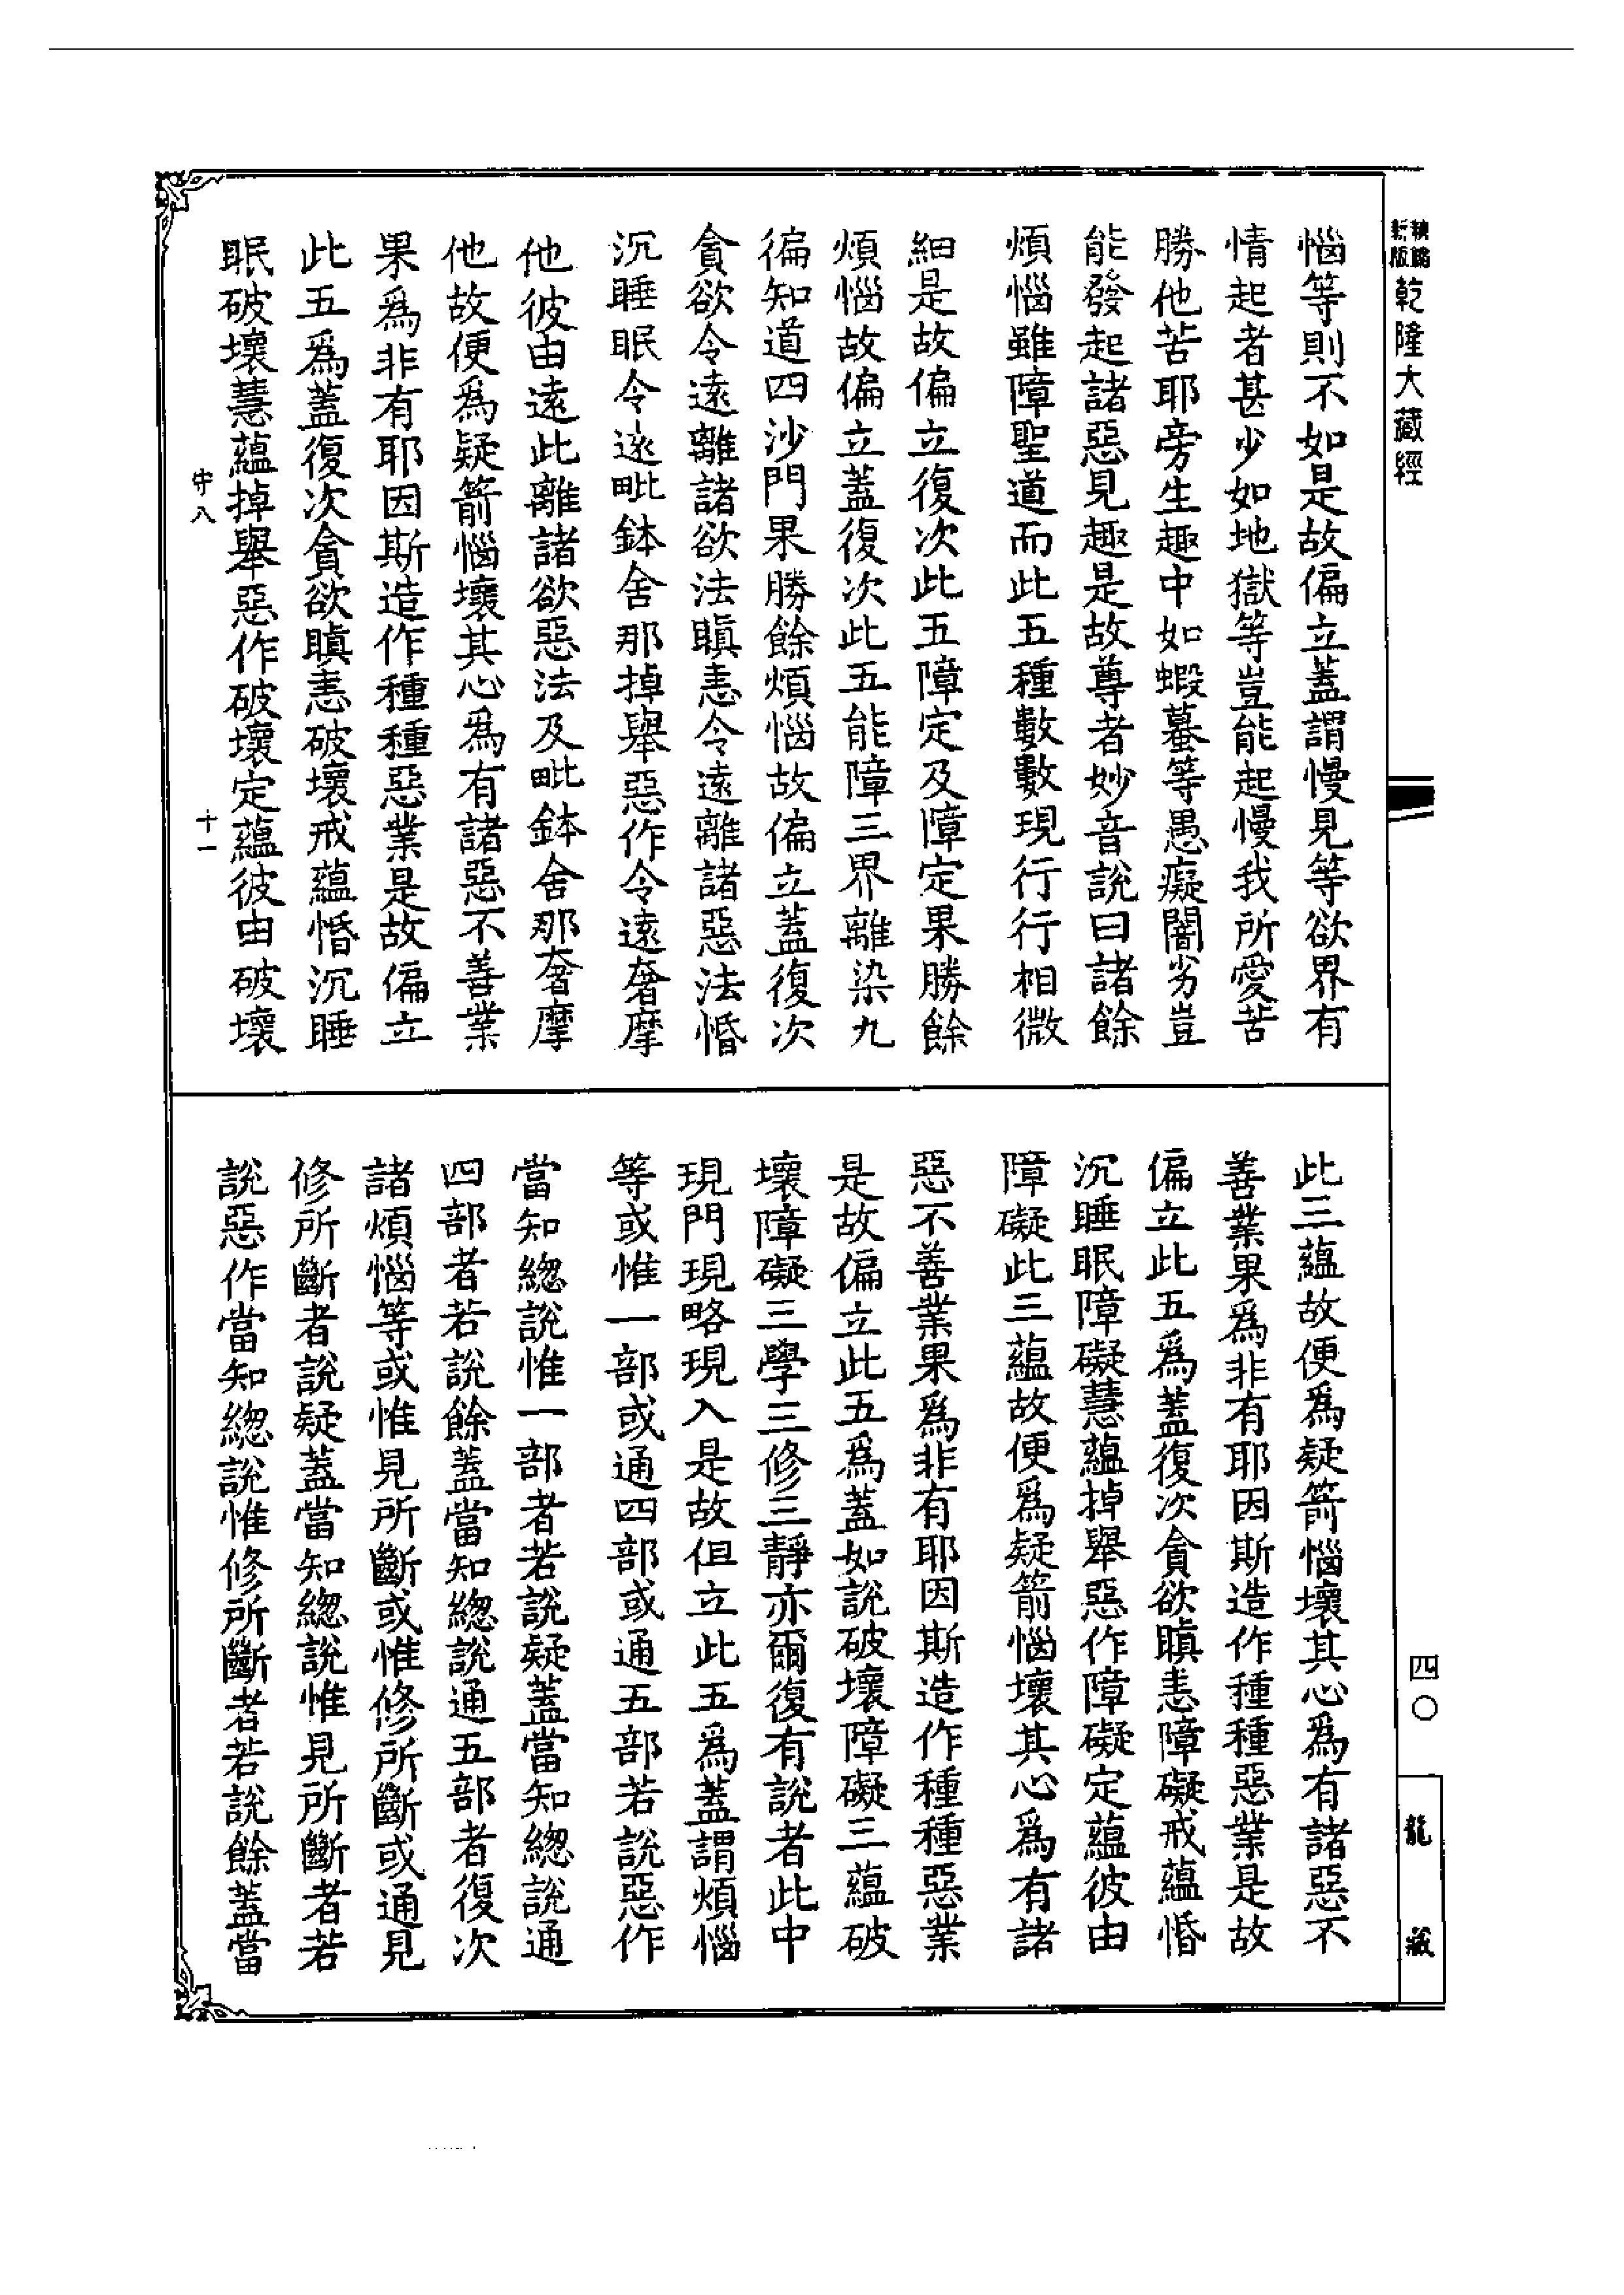 新版
乾隆大藏經
惱等則不如是故偏立蓋謂慢見等欲界有
情起者甚少如地獄等豈能起慢我所愛苦
勝他苦耶旁生趣中如蝦蟇等愚癡闇劣豈
能發起諸惡見趣是故尊者妙音說曰諸餘
煩惱雖障聖道而此五種數數現行行相微
細是故偏立復次此五障定及障定果勝餘
煩惱故偏立蓋復次此五能障三界離染九
徧知道四沙門果勝餘煩惱故偏立蓋復次
貪欲令遠離諸欲法瞋恚令遠離諸惡法惛
沉睡眠令遠毗鉢舍那掉舉惡作令遠奢摩
他彼由遠此離諸欲惡法及毗鉢舍那奢摩
他故便爲疑箭惱壞其心爲有諸惡不善業
果爲非有耶因斯造作種種惡業是故偏立
此五爲蓋復次貪欲瞋恚破壞戒蘊惛沉睡
眠破壞慧蘊掉舉惡作破壞定蘊彼由破壞
守八
十一
此三蘊故便爲疑箭惱壞其心爲有諸惡不
善業果爲非有耶因斯造作種種惡業是故
偏立此五爲蓋復次貪欲瞋恚障礙戒蘊惛
沉睡眠障礙慧蘊掉舉惡作障礙定蘊彼由
障礙此三蘊故便爲疑箭惱壞其心爲有諸
惡不善業果爲非有耶因斯造作種種惡業
是故偏立此五爲蓋如說破壞障礙三蘊破
壞障礙三學三修三靜亦爾復有說者此中
現門現略現入是故但立此五爲蓋謂煩惱
等或惟一部或通四部或通五部若說惡作
當知總說惟一部者若說疑蓋當知總說通
四部者若說餘蓋當知總說通五部者復次
諸煩惱等或惟見所斷或惟修所斷或通見
修所斷者說疑蓋當知總說惟見所斷者若
說惡作當知總說惟修所斷者若說餘蓋當
四〇
龍藏